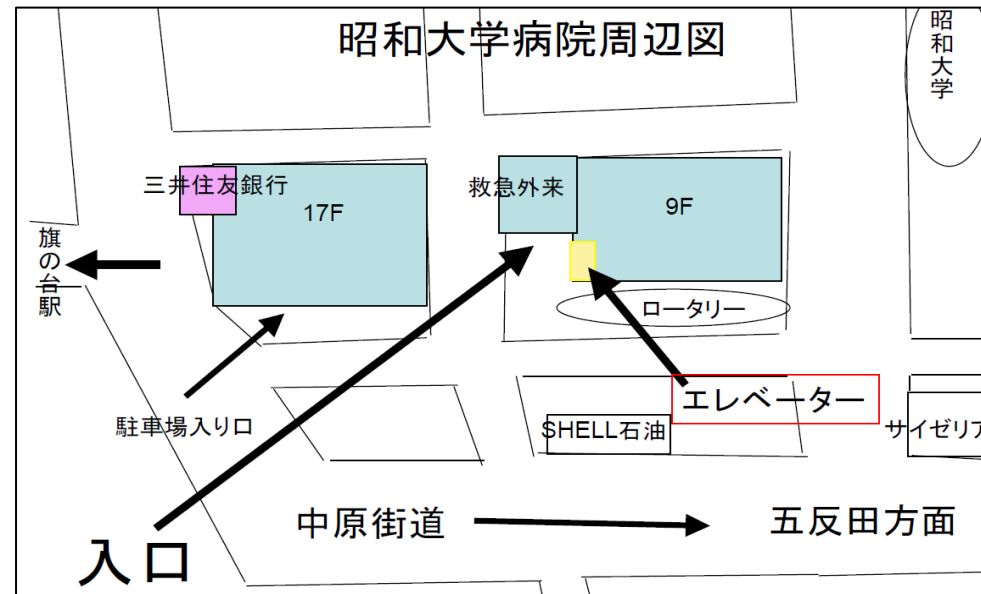 昭和大学病院周辺図
昭和大学
三井住友銀行
17F
救急外来
9F
旗の台駅
ロータリー
エレベーター
駐車場入り口
SHELL石油
サイゼリア
中原街道
五反田方面
入口